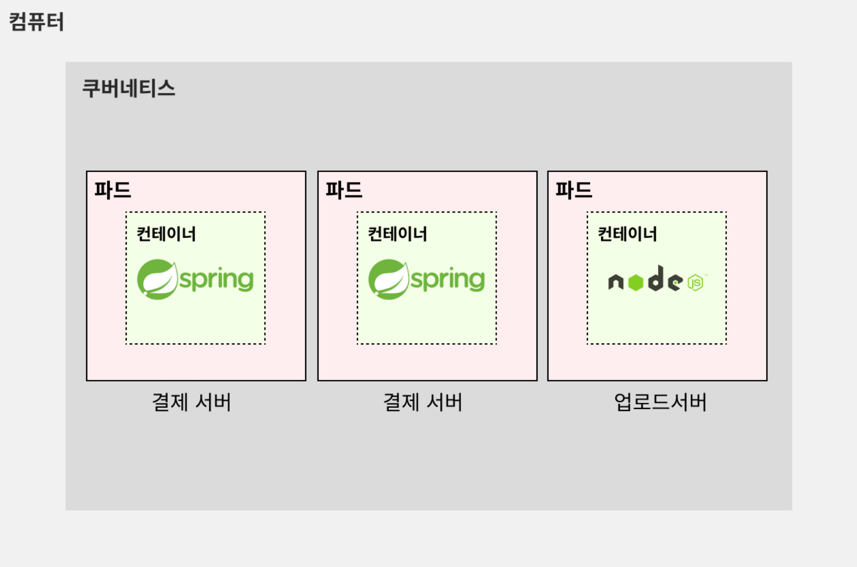 컴퓨터
쿠버네티스
파드
컨테이너
spring
결제 서버
파드
컨테이너
spring
결제 서버
파드
컨테이너
node
JS
업로드서버